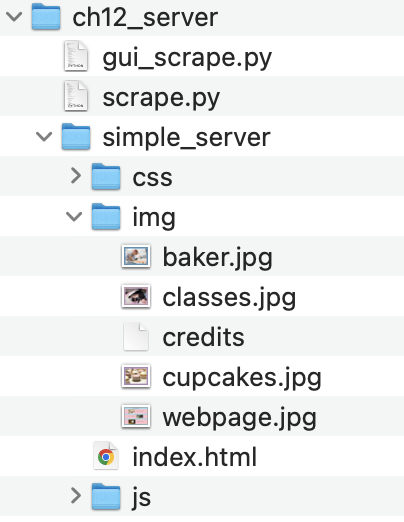 ch12_server
gui_scrape.py
scrape.py
simple_server
css
img
baker.jpg
classes.jpg
credits
cupcakes.jpg
webpage.jpg
index.html
js